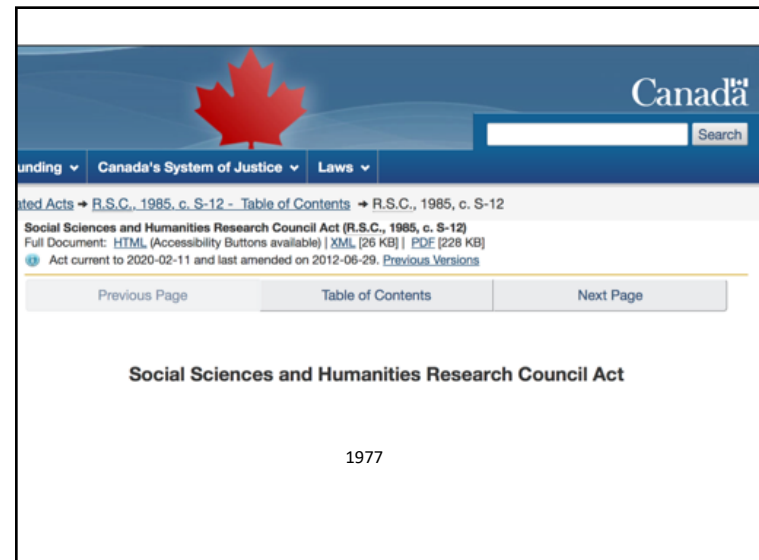 Canada
Search
unding Canada's System of Justice Laws
ated Acts → R.S.C., 1985, c. S-12 - Table of Contents → R.S.C., 1985, c. S-12
Social Sciences and Humanities Research Council Act (R.S.C., 1985, c. S-12)
Full Document: HTML (Accessibility Buttons available) | XML [26 KB] | PDF [228 KB]
Act current to 2020-02-11 and last amended on 2012-06-29. Previous Versions
Previous Page Table of Contents Next Page
Social Sciences and Humanities Research Council Act
1977